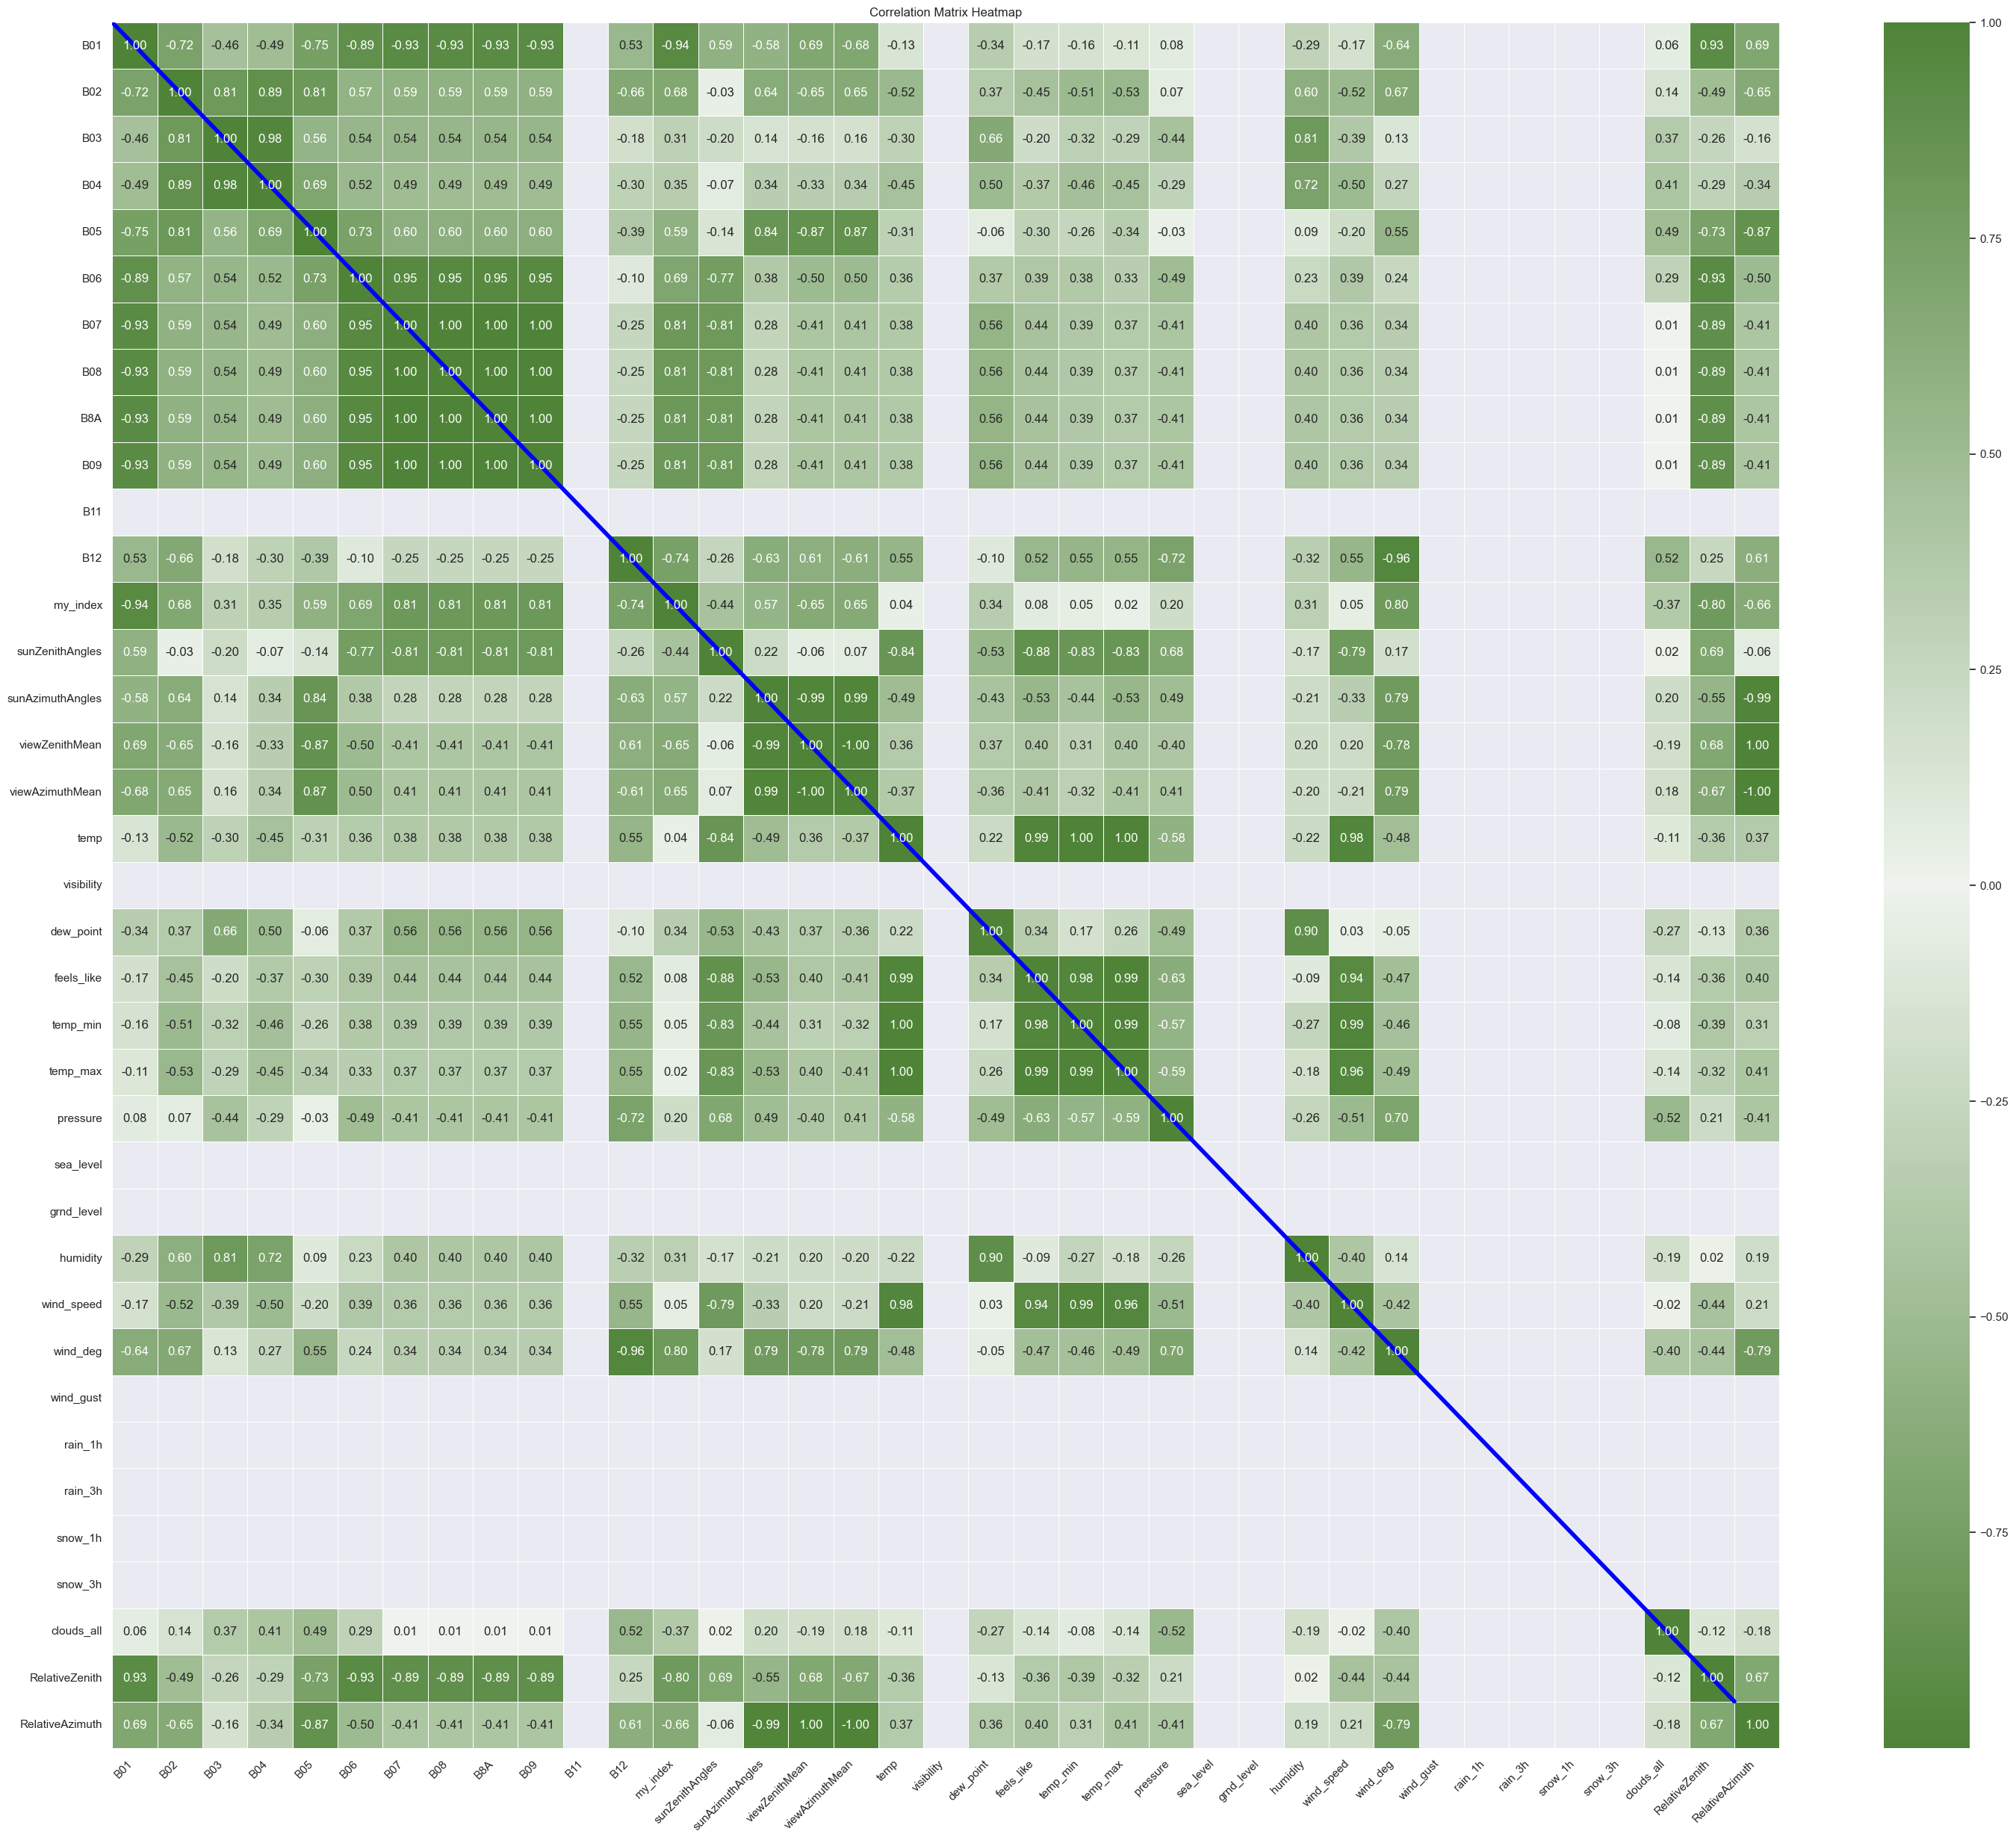 Correlation Matrix Heatmap
B01 1.00 -0.72 -0.46 -0.49 -0.75 -0.89 -0.93 -0.93 -0.93 -0.93 0.53 -0.94 0.59 -0.58 0.69 -0.68 -0.13 -0.34 -0.17 -0.16 -0.11 0.08 -0.29 -0.17 -0.64 0.06 0.93 0.69 1.00
B02 -0.72 1.00 0.81 0.89 0.81 0.57 0.59 0.59 0.59 0.59 -0.66 0.68 -0.03 0.64 -0.65 0.65 -0.52 0.37 -0.45 -0.51 -0.53 0.07 0.60 -0.52 0.67 0.14 -0.49 -0.65
B03 -0.46 0.81 1.00 0.98 0.56 0.54 0.54 0.54 0.54 0.54 -0.18 0.31 -0.20 0.14 -0.16 0.16 -0.30 0.66 -0.20 -0.32 -0.29 -0.44 0.81 -0.39 0.13 0.37 -0.26 -0.16
B04 -0.49 0.89 0.98 1.00 0.69 0.52 0.49 0.49 0.49 0.49 -0.30 0.35 -0.07 0.34 -0.33 0.34 -0.45 0.50 -0.37 -0.46 -0.45 -0.29 0.72 -0.50 0.27 0.41 -0.29 -0.34
B05 -0.75 0.81 0.56 0.69 1.00 0.73 0.60 0.60 0.60 0.60 -0.39 0.59 -0.14 0.84 -0.87 0.87 -0.31 -0.06 -0.30 -0.26 -0.34 -0.03 0.09 -0.20 0.55 0.49 -0.73 -0.87 0.75
B06 -0.89 0.57 0.54 0.52 0.73 1.00 0.95 0.95 0.95 0.95 -0.10 0.69 -0.77 0.38 -0.50 0.50 0.36 0.37 0.39 0.38 0.33 -0.49 0.23 0.39 0.24 0.29 -0.93 -0.50
B07 -0.93 0.59 0.54 0.49 0.60 0.95 1.00 1.00 1.00 1.00 -0.25 0.81 -0.81 0.28 -0.41 0.41 0.38 0.56 0.44 0.39 0.37 -0.41 0.40 0.36 0.34 0.01 -0.89 -0.41
B08 -0.93 0.59 0.54 0.49 0.60 0.95 1.00 1.00 1.00 1.00 -0.25 0.81 -0.81 0.28 -0.41 0.41 0.38 0.56 0.44 0.39 0.37 -0.41 0.40 0.36 0.34 0.01 -0.89 -0.41
B8A -0.93 0.59 0.54 0.49 0.60 0.95 1.00 1.00 1.00 1.00 -0.25 0.81 -0.81 0.28 -0.41 0.41 0.38 0.56 0.44 0.39 0.37 -0.41 0.40 0.36 0.34 0.01 -0.89 -0.41
B09 -0.93 0.59 0.54 0.49 0.60 0.95 1.00 1.00 1.00 1.00 -0.25 0.81 -0.81 0.28 -0.41 0.41 0.38 0.56 0.44 0.39 0.37 -0.41 0.40 0.36 0.34 0.01 -0.89 -0.41 0.50
B11
B12 0.53 -0.66 -0.18 -0.30 -0.39 -0.10 -0.25 -0.25 -0.25 -0.25 1.00 -0.74 -0.26 -0.63 0.61 -0.61 0.55 -0.10 0.52 0.55 0.55 -0.72 -0.32 0.55 -0.96 0.52 0.25 0.61
my_index -0.94 0.68 0.31 0.35 0.59 0.69 0.81 0.81 0.81 0.81 -0.74 1.00 -0.44 0.57 -0.65 0.65 0.04 0.34 0.08 0.05 0.02 0.20 0.31 0.05 0.80 -0.37 -0.80 -0.66
sunZenithAngles 0.59 -0.03 -0.20 -0.07 -0.14 -0.77 -0.81 -0.81 -0.81 -0.81 -0.26 -0.44 1.00 0.22 -0.06 0.07 -0.84 -0.53 -0.88 -0.83 -0.83 0.68 -0.17 -0.79 0.17 0.02 0.69 -0.06 0.25
sunAzimuthAngles -0.58 0.64 0.14 0.34 0.84 0.38 0.28 0.28 0.28 0.28 -0.63 0.57 0.22 1.00 -0.99 0.99 -0.49 -0.43 -0.53 -0.44 -0.53 0.49 -0.21 -0.33 0.79 0.20 -0.55 -0.99
viewZenithMean 0.69 -0.65 -0.16 -0.33 -0.87 -0.50 -0.41 -0.41 -0.41 -0.41 0.61 -0.65 -0.06 -0.99 1.00 -1.00 0.36 0.37 0.40 0.31 0.40 -0.40 0.20 0.20 -0.78 -0.19 0.68 1.00
viewAzimuthMean -0.68 0.65 0.16 0.34 0.87 0.50 0.41 0.41 0.41 0.41 -0.61 0.65 0.07 0.99 -1.00 1.00 -0.37 -0.36 -0.41 -0.32 -0.41 0.41 -0.20 -0.21 0.79 0.18 -0.67 -1.00
temp -0.13 -0.52 -0.30 -0.45 -0.31 0.36 0.38 0.38 0.38 0.38 0.55 0.04 -0.84 -0.49 0.36 -0.37 1.00 0.22 0.99 1.00 1.00 -0.58 -0.22 0.98 -0.48 -0.11 -0.36 0.37
visibility 0.00
dew_point -0.34 0.37 0.66 0.50 -0.06 0.37 0.56 0.56 0.56 0.56 -0.10 0.34 -0.53 -0.43 0.37 -0.36 0.22 1.00 0.34 0.17 0.26 -0.49 0.90 0.03 -0.05 -0.27 -0.13 0.36
feels_like -0.17 -0.45 -0.20 -0.37 -0.30 0.39 0.44 0.44 0.44 0.44 0.52 0.08 -0.88 -0.53 0.40 -0.41 0.99 0.34 1.00 0.98 0.99 -0.63 -0.09 0.94 -0.47 -0.14 -0.36 0.40
temp_min -0.16 -0.51 -0.32 -0.46 -0.26 0.38 0.39 0.39 0.39 0.39 0.55 0.05 -0.83 -0.44 0.31 -0.32 1.00 0.17 0.98 1.00 0.99 -0.57 -0.27 0.99 -0.46 -0.08 -0.39 0.31
temp_max -0.11 -0.53 -0.29 -0.45 -0.34 0.33 0.37 0.37 0.37 0.37 0.55 0.02 -0.83 -0.53 0.40 -0.41 1.00 0.26 0.99 0.99 1.00 -0.59 -0.18 0.96 -0.49 -0.14 -0.32 0.41
−0.25
pressure 0.08 0.07 -0.44 -0.29 -0.03 -0.49 -0.41 -0.41 -0.41 -0.41 -0.72 0.20 0.68 0.49 -0.40 0.41 -0.58 -0.49 -0.63 -0.57 -0.59 1.00 -0.26 -0.51 0.70 -0.52 0.21 -0.41
sea_level
grnd_level
humidity -0.29 0.60 0.81 0.72 0.09 0.23 0.40 0.40 0.40 0.40 -0.32 0.31 -0.17 -0.21 0.20 -0.20 -0.22 0.90 -0.09 -0.27 -0.18 -0.26 1.00 -0.40 0.14 -0.19 0.02 0.19
wind_speed -0.17 -0.52 -0.39 -0.50 -0.20 0.39 0.36 0.36 0.36 0.36 0.55 0.05 -0.79 -0.33 0.20 -0.21 0.98 0.03 0.94 0.99 0.96 -0.51 -0.40 1.00 -0.42 -0.02 -0.44 0.21 −0.50
wind_deg -0.64 0.67 0.13 0.27 0.55 0.24 0.34 0.34 0.34 0.34 -0.96 0.80 0.17 0.79 -0.78 0.79 -0.48 -0.05 -0.47 -0.46 -0.49 0.70 0.14 -0.42 1.00 -0.40 -0.44 -0.79
wind_gust
rain_1h
rain_3h
snow_1h −0.75
snow_3h
clouds_all 0.06 0.14 0.37 0.41 0.49 0.29 0.01 0.01 0.01 0.01 0.52 -0.37 0.02 0.20 -0.19 0.18 -0.11 -0.27 -0.14 -0.08 -0.14 -0.52 -0.19 -0.02 -0.40 1.00 -0.12 -0.18
RelativeZenith 0.93 -0.49 -0.26 -0.29 -0.73 -0.93 -0.89 -0.89 -0.89 -0.89 0.25 -0.80 0.69 -0.55 0.68 -0.67 -0.36 -0.13 -0.36 -0.39 -0.32 0.21 0.02 -0.44 -0.44 -0.12 1.00 0.67
RelativeAzimuth 0.69 -0.65 -0.16 -0.34 -0.87 -0.50 -0.41 -0.41 -0.41 -0.41 0.61 -0.66 -0.06 -0.99 1.00 -1.00 0.37 0.36 0.40 0.31 0.41 -0.41 0.19 0.21 -0.79 -0.18 0.67 1.00
B01 B02 B03 B04 B05 B06 B07 B08 B8A B09 B11 B12 my_index sunZenithAngles sunAzimuthAngles viewZenithMean viewAzimuthMean temp visibility dew_point feels_like temp_min temp_max pressure sea_level grnd_level humidity wind_speed wind_deg wind_gust rain_1h rain_3h snow_1h snow_3h clouds_all RelativeZenith RelativeAzimuth